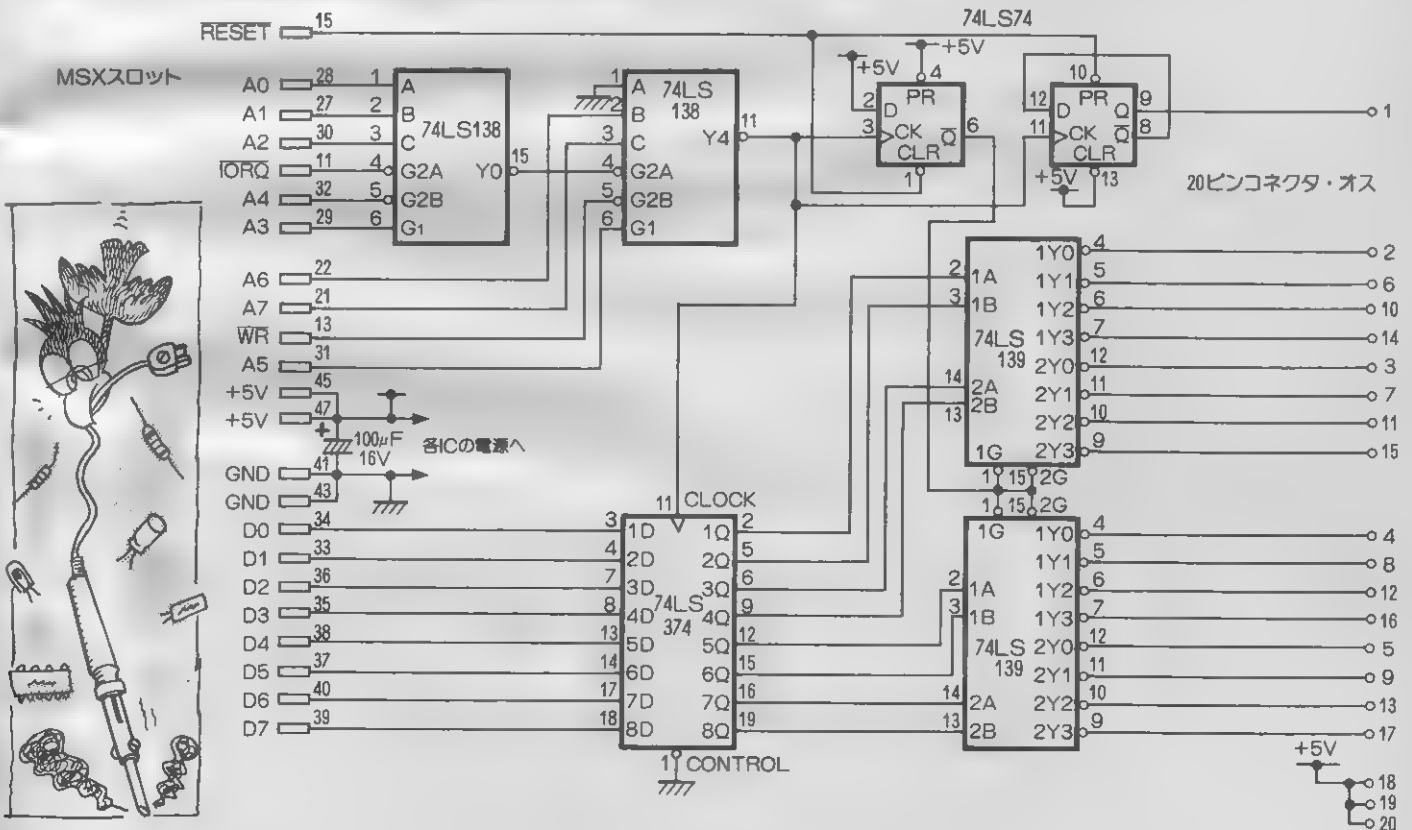 MSXスロット
RESET 15
A0 28
A1 27
A2 30
IORQ 11
A4 32
A3 29
A6 22
A7 21
WR 13
A5 31
+5V 45
+5V 47
GND 41
GND 43
D0 34
D1 33
D2 36
D3 35
D4 38
D5 37
D6 40
D7 39
+
100μF
16V
各ICの電源へ
74LS138
1 A
2 B
3 C
4 G2A
5 G2B
6 G1
Y0 15
74LS
138
1 A
2 B
3 C
4 G2A
5 G2B
6 G1
Y4 11
74LS74
+5V
+5V
4
PR
2 D
3 CK
Q 6
CLR
1
10
PR
12 D
11 CK
Q 9
Q 8
CLR
+5V
13
1
20ピンコネクタ・オス
11 CLOCK
74LS
374
3 1D
4 2D
7 3D
8 4D
13 5D
14 6D
17 7D
18 8D
1Q 2
2Q 5
3Q 6
4Q 9
5Q 12
6Q 15
7Q 16
8Q 19
1 CONTROL
74LS
139
2 1A
3 1B
14 2A
13 2B
1G
1 15 2G
1Y0 4 2
1Y1 5 6
1Y2 6 10
1Y3 7 14
2Y0 12 3
2Y1 11 7
2Y2 10 11
2Y3 9 15
1 15 2G
1G
74LS
139
2 1A
3 1B
14 2A
13 2B
1Y0 4 4
1Y1 5 8
1Y2 6 12
1Y3 7 16
2Y0 12 5
2Y1 11 9
2Y2 10 13
2Y3 9 17
+5V
18
19
20